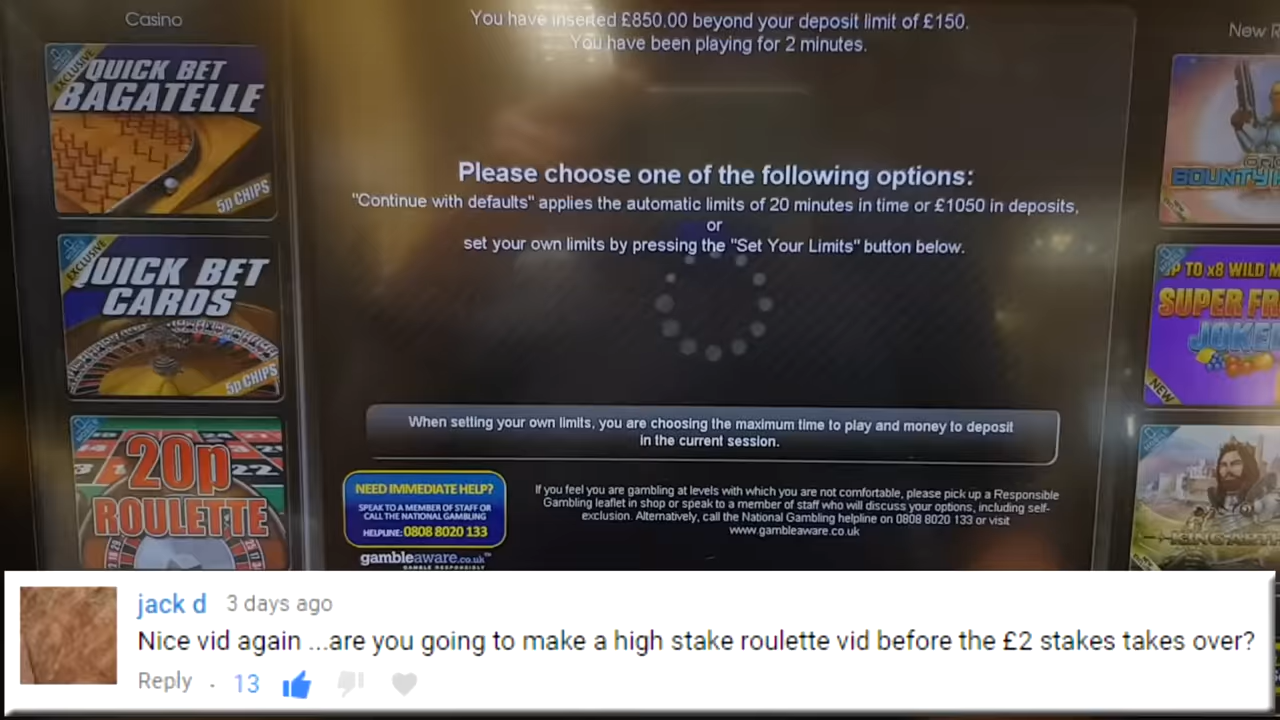 Casino
You have inserted £850.00 beyond your deposit limit of £150.
You have been playing for 2 minutes.
New
EXCLUSIVE
QUICK BET
BAGATELLE
5p CHIPS
Please choose one of the following options:
"Continue with defaults" applies the automatic limits of 20 minutes in time or £1050 in deposits,
or
set your own limits by pressing the "Set Your Limits" button below.
BOUNTY
EXCLUSIVE
QUICK BET
CARDS
5p CHIPS
UP TO x8 WILD M
SUPER FR
JOKE
NEW
When setting your own limits, you are choosing the maximum time to play and money to deposit
in the current session.
20p
ROULETTE
NEED IMMEDIATE HELP?
SPEAK TO A MEMBER OF STAFF OR
CALL THE NATIONAL GAMBLING
HELPLINE: 0808 8020 133
gambleaware.co.uk™
GAMBLE RESPONSIBLY
If you feel you are gambling at levels with which you are not comfortable, please pick up a Responsible
Gambling leaflet in shop or speak to a member of staff who will discuss your options, including self-
exclusion. Alternatively, call the National Gambling helpline on 0808 8020 133 or visit
www.gambleaware.co.uk
KING ARTH
jack d 3 days ago
Nice vid again ...are you going to make a high stake roulette vid before the £2 stakes takes over?
Reply · 13